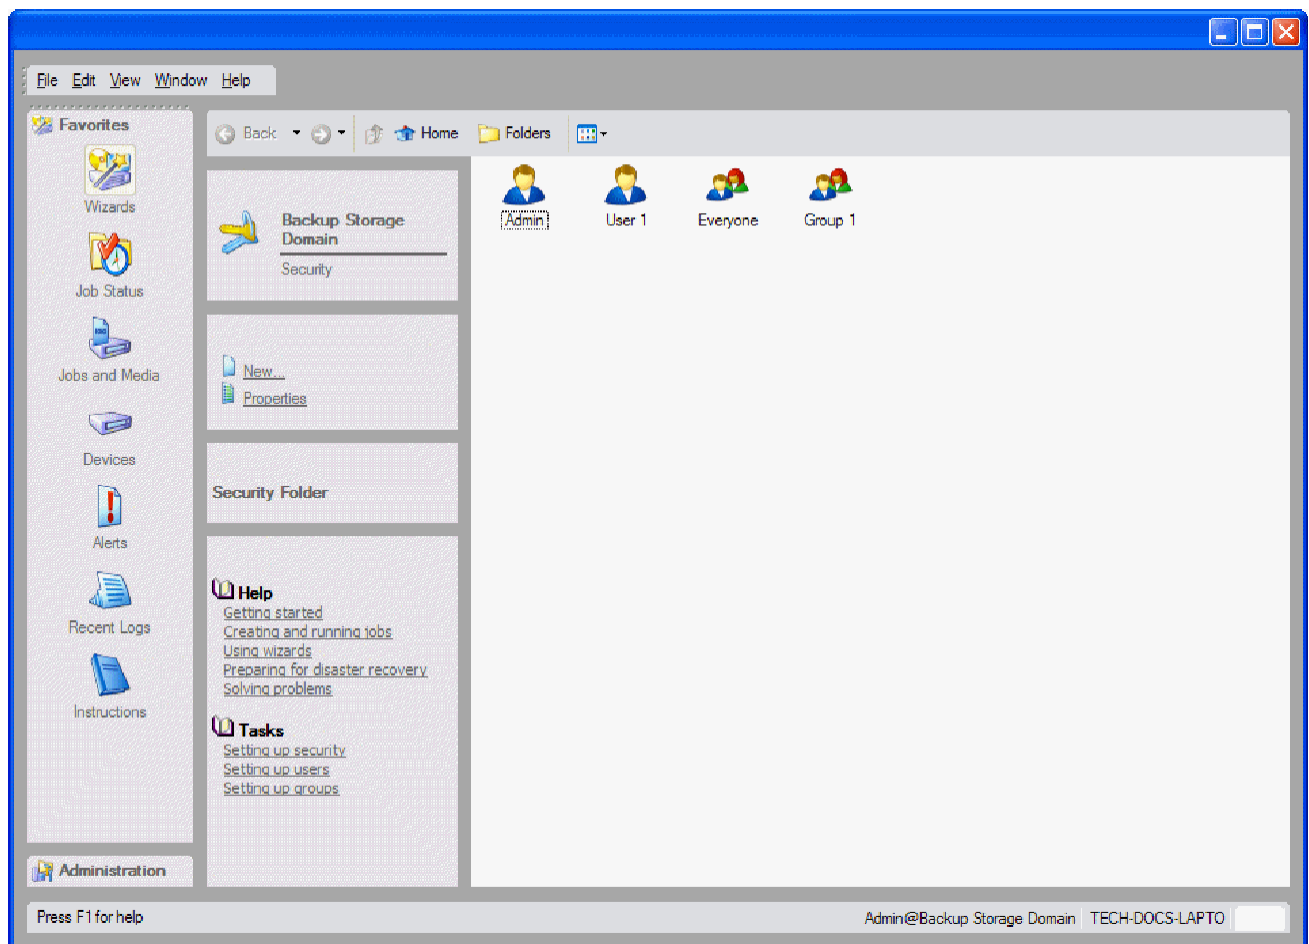 File Edit View Window Help
Favorites
Wizards
Job Status
Jobs and Media
Devices
Alerts
Recent Logs
Instructions
Administration
Back Home Folders
Backup Storage
Domain
Security
New...
Properties
Security Folder
Help
Getting started
Creating and running jobs
Using wizards
Preparing for disaster recovery
Solving problems
Tasks
Setting up security
Setting up users
Setting up groups
Admin User 1 Everyone Group 1
Press F1 for help Admin@Backup Storage Domain TECH-DOCS-LAPTO